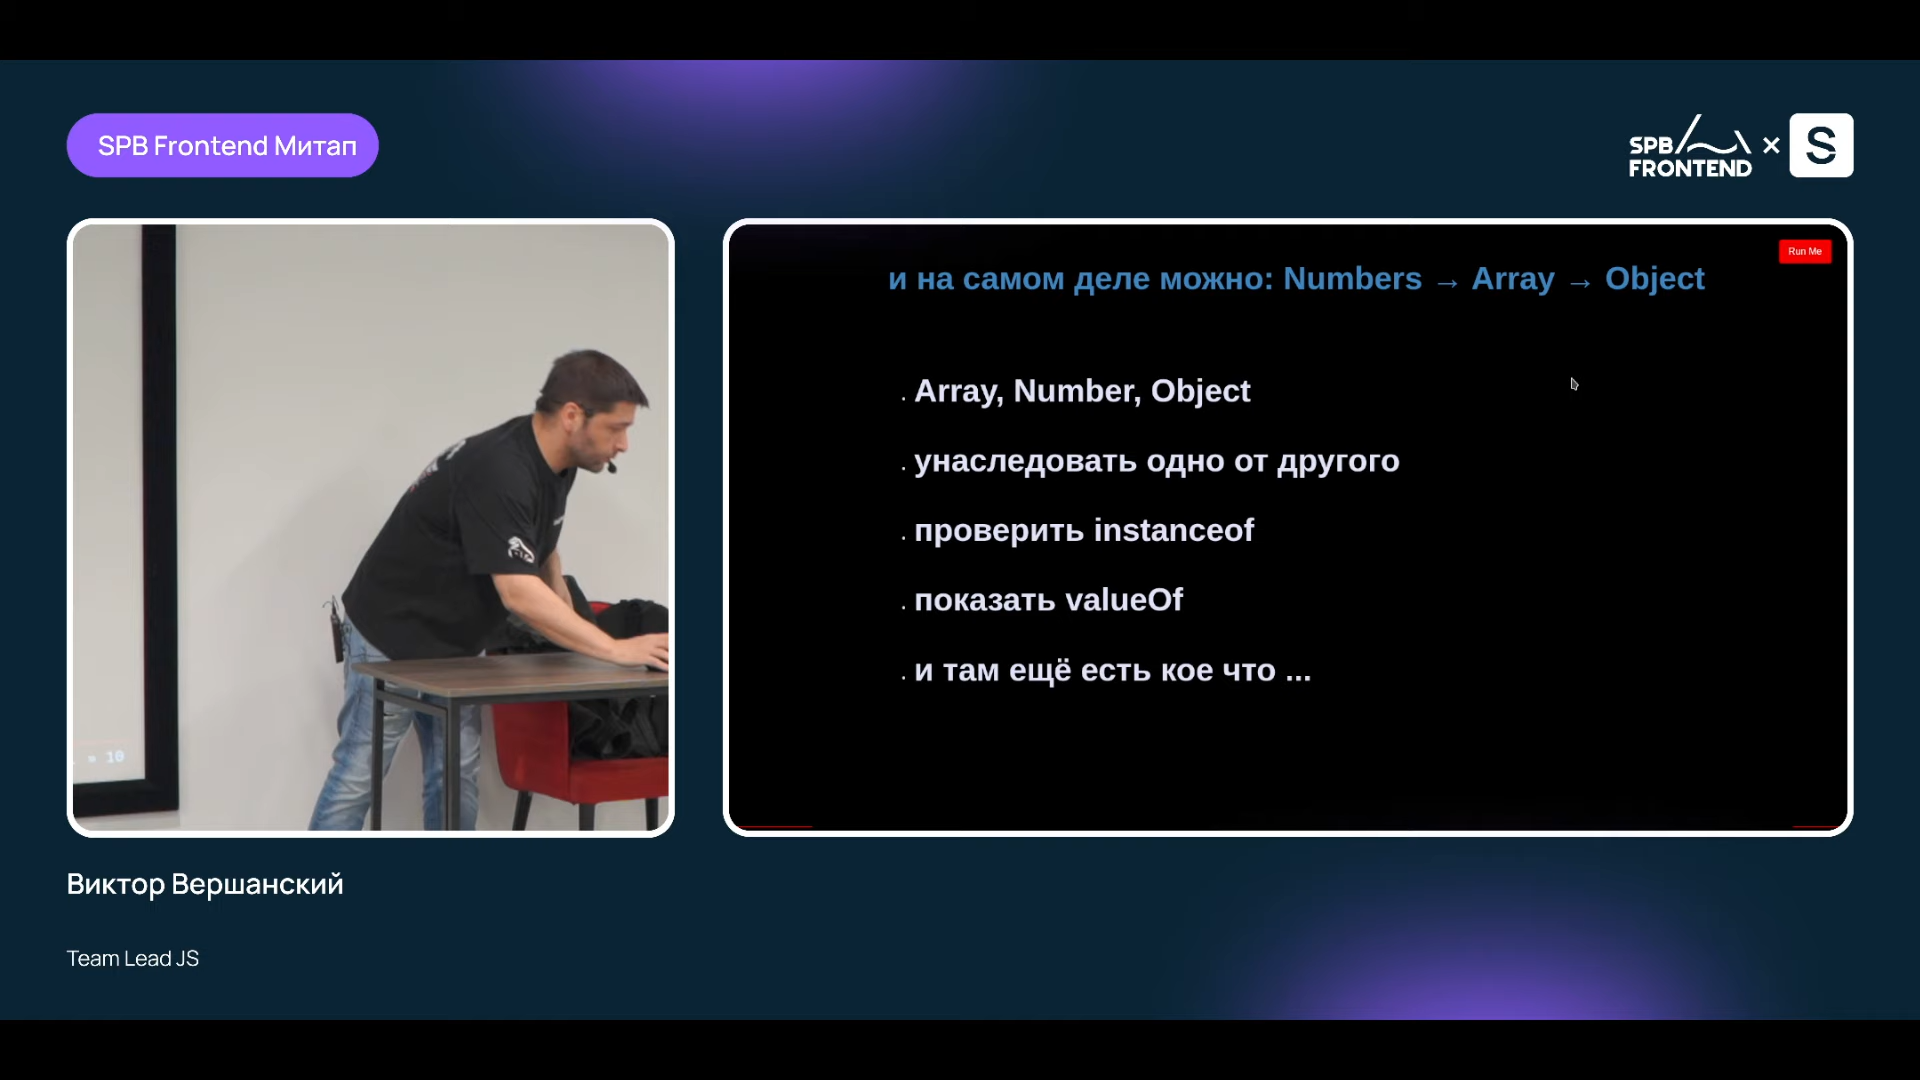 SPB Frontend Митап
SPB
FRONTEND
×
S
Run Me
и на самом деле можно: Numbers → Array → Object
. Array, Number, Object
. унаследовать одно от другого
. проверить instanceof
. показать valueOf
. и там ещё есть кое что ...
» 10
Виктор Вершанский
Team Lead JS